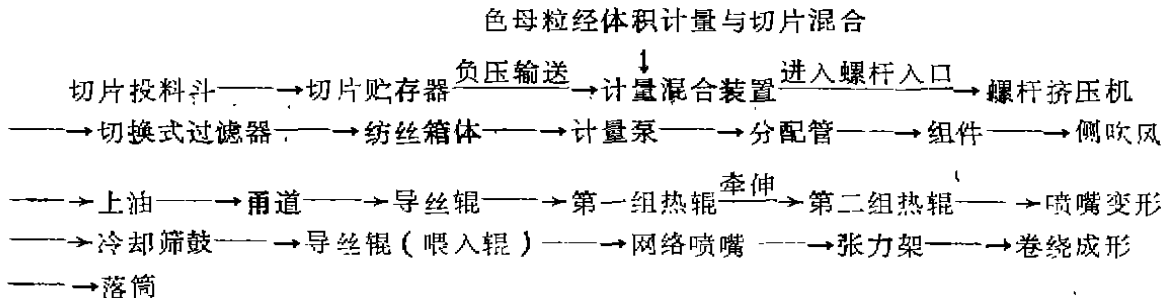 色母粒经体积计量与切片混合
↓
切片投料斗——→切片贮存器 负压输送→计量混合装置 进入螺杆入口→螺杆挤压机
——→切换式过滤器——→纺丝箱体——→计量泵——→分配管——→组件——→侧吹风
——→上油——→甬道——→导丝辊——→第一组热辊 牵伸→第二组热辊——→喷嘴变形
——→冷却筛鼓——→导丝辊(喂入辊)——→网络喷嘴——→张力架——→卷绕成形
——→落筒